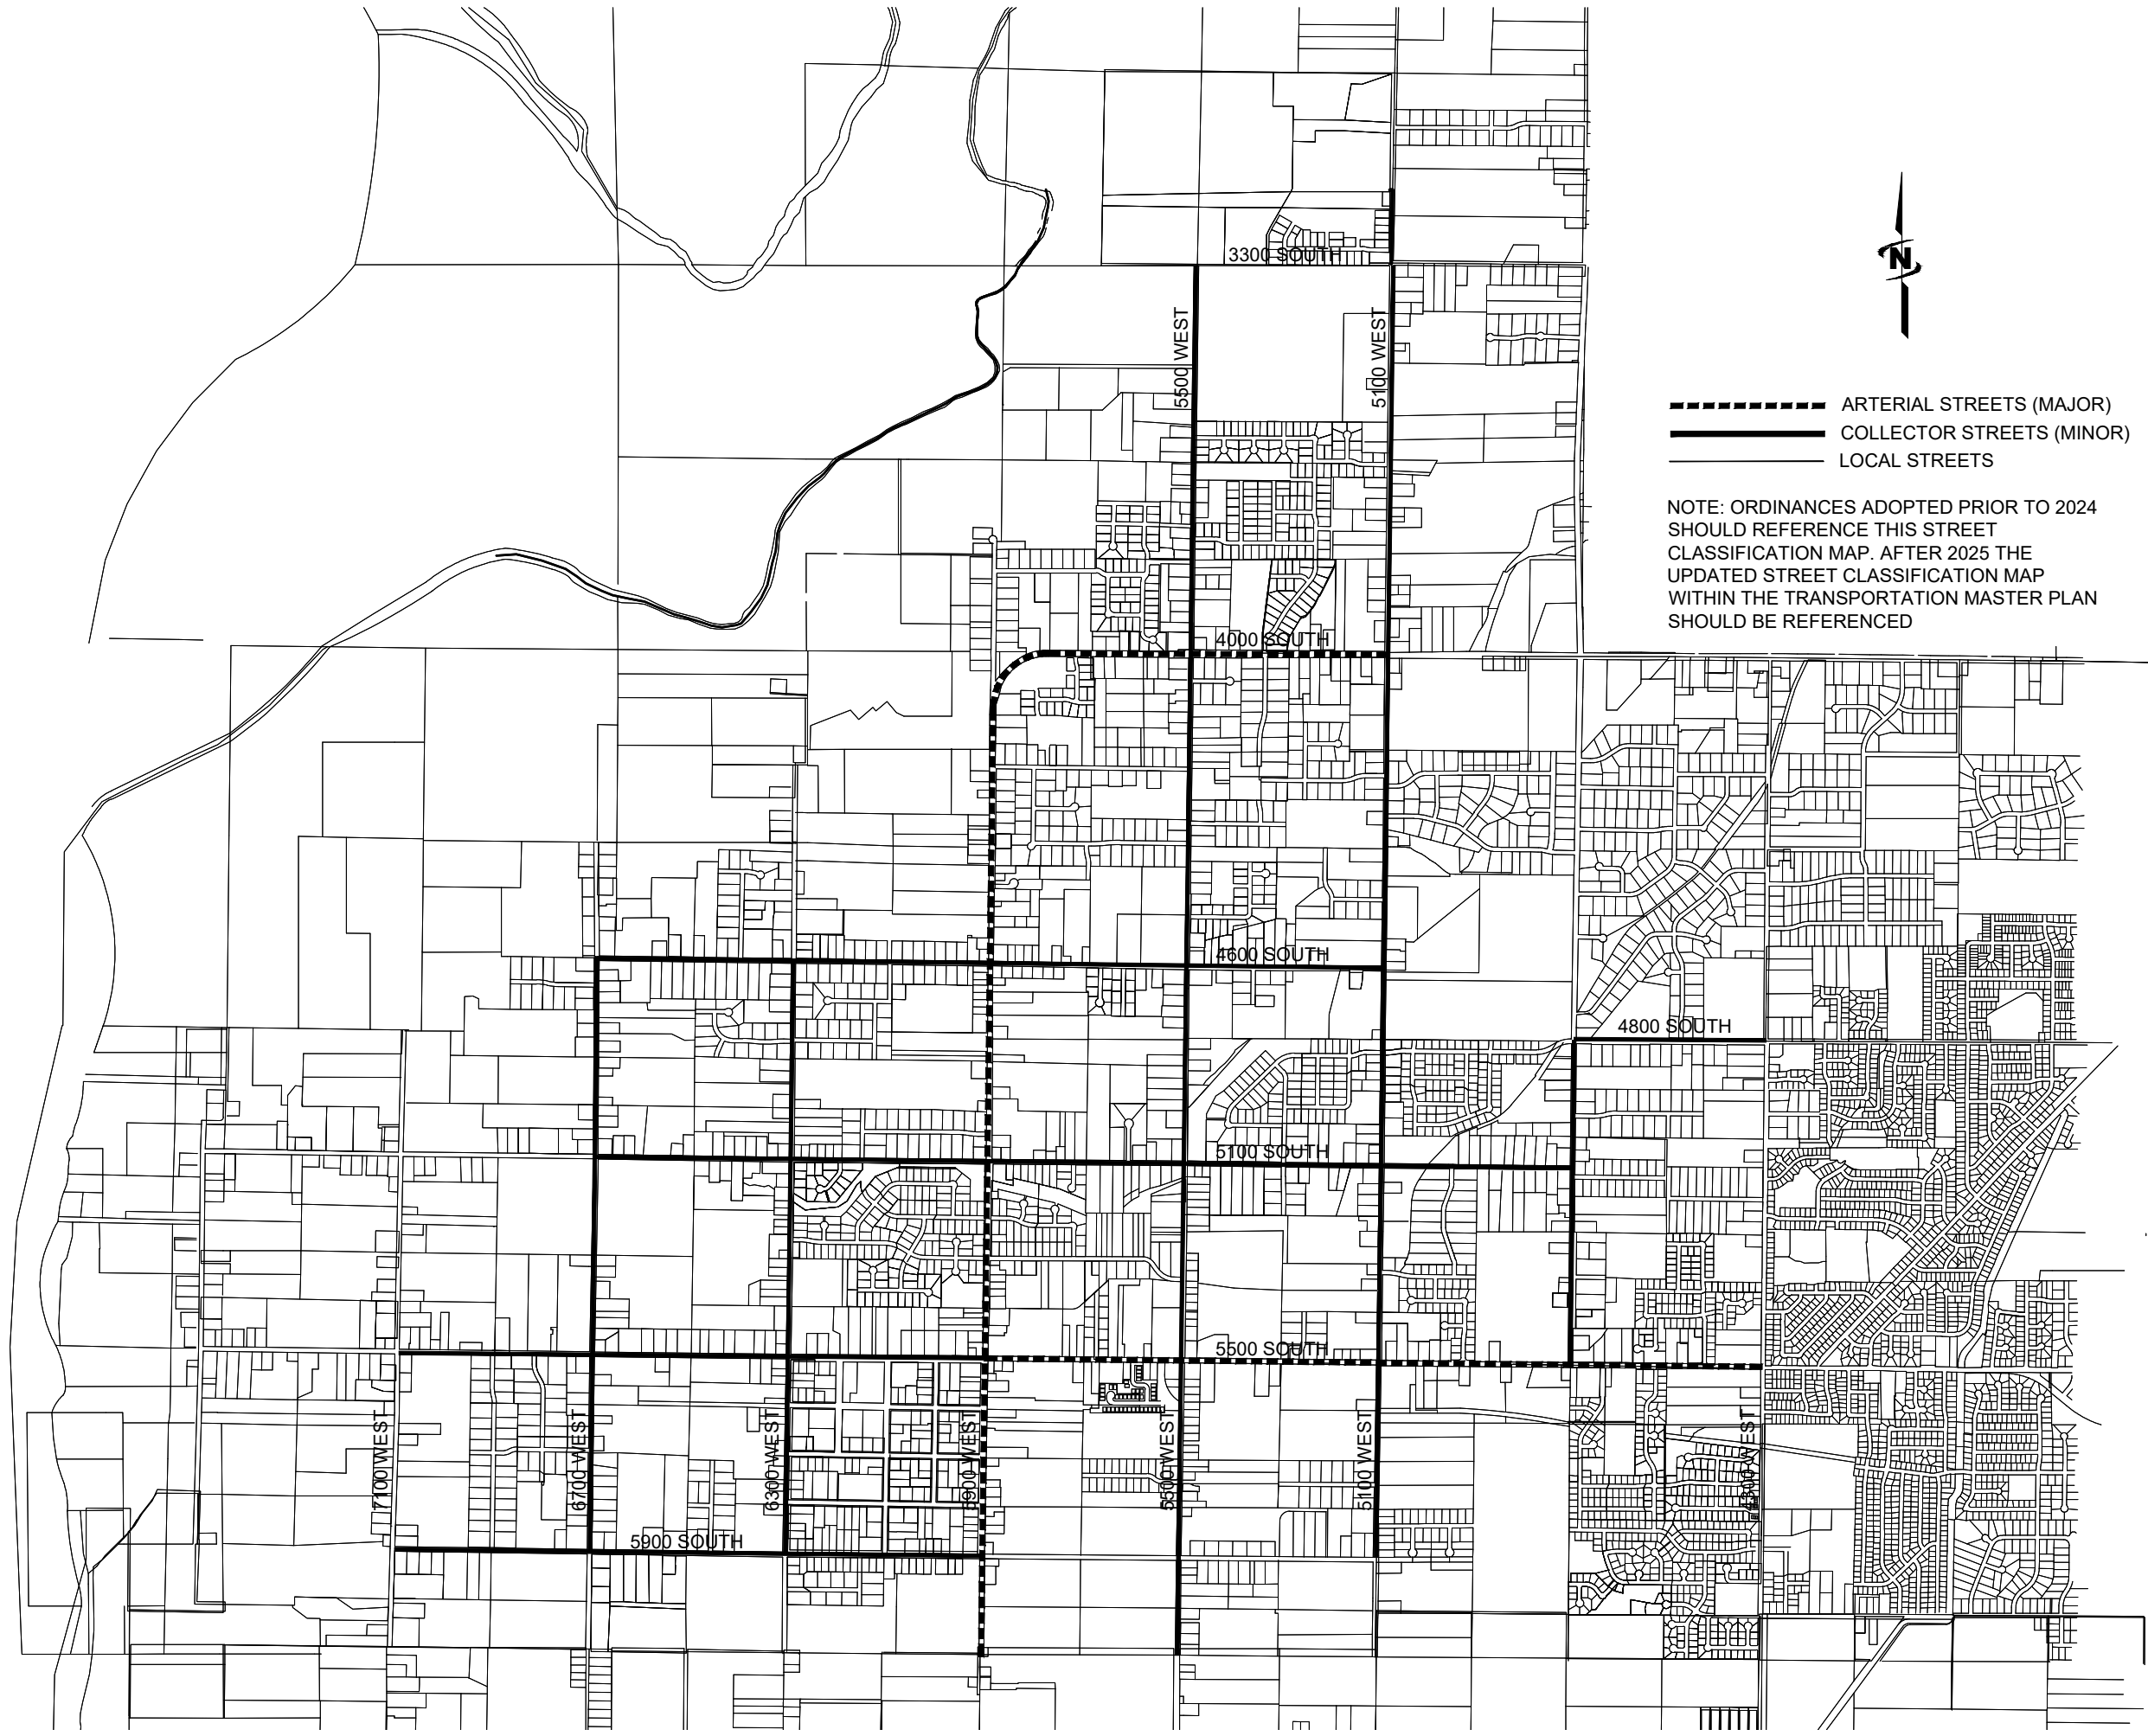 3300 SOUTH
N
5500 WEST
5100 WEST
ARTERIAL STREETS (MAJOR)
COLLECTOR STREETS (MINOR)
LOCAL STREETS
NOTE: ORDINANCES ADOPTED PRIOR TO 2024
SHOULD REFERENCE THIS STREET
CLASSIFICATION MAP. AFTER 2025 THE
UPDATED STREET CLASSIFICATION MAP
WITHIN THE TRANSPORTATION MASTER PLAN
SHOULD BE REFERENCED
4000 SOUTH
4600 SOUTH
4800 SOUTH
5100 SOUTH
5500 SOUTH
7100 WEST
6700 WEST
6300 WEST
5900 WEST
5500 WEST
5100 WEST
4300 WEST
5900 SOUTH